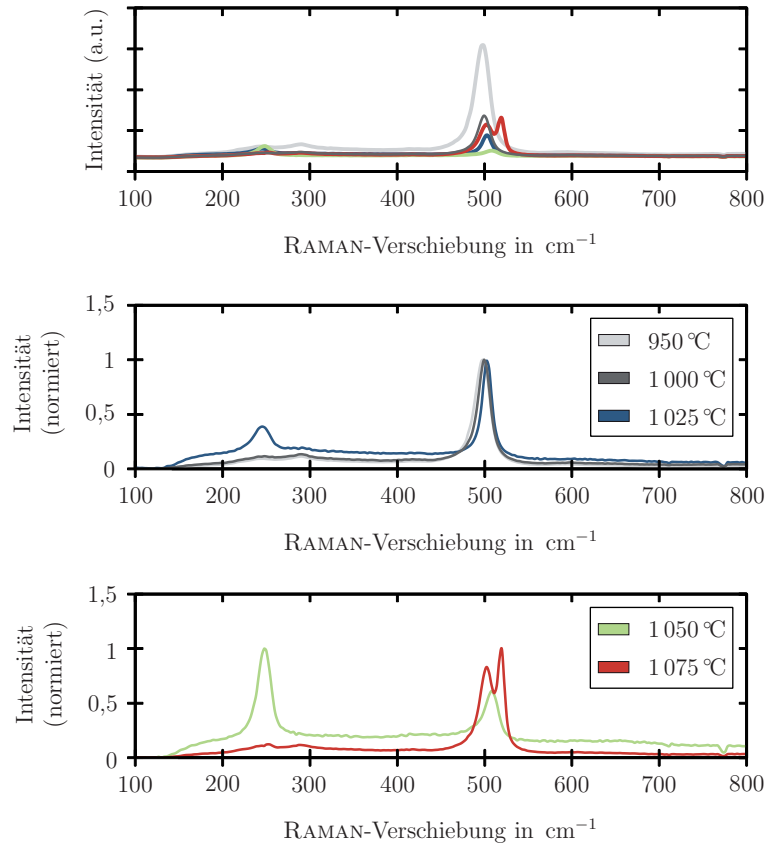 Intensität (a.u.)
100 200 300 400 500 600 700 800
RAMAN-Verschiebung in cm⁻¹
Intensität
(normiert)
1,5
1
0,5
0
950 °C
1 000 °C
1 025 °C
100 200 300 400 500 600 700 800
RAMAN-Verschiebung in cm⁻¹
Intensität
(normiert)
1,5
1
0,5
0
1 050 °C
1 075 °C
100 200 300 400 500 600 700 800
RAMAN-Verschiebung in cm⁻¹